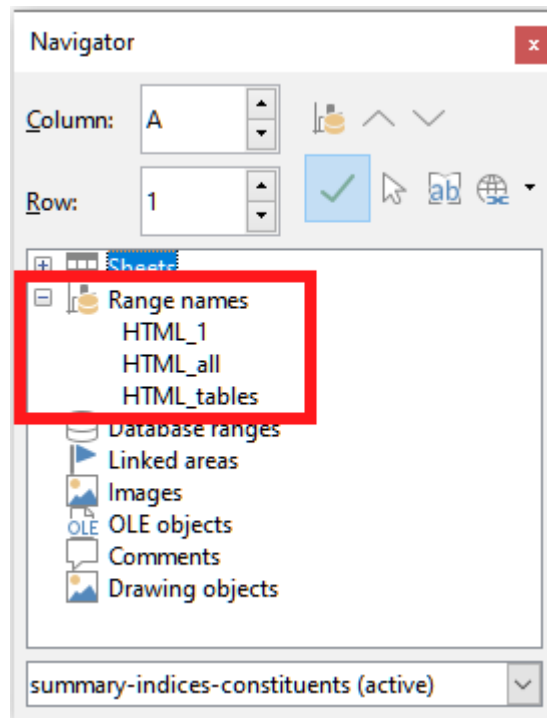 Navigator
x
Column: A
Row: 1
ab
Sheets
Range names
HTML_1
HTML_all
HTML_tables
Database ranges
Linked areas
Images
OLE OLE objects
Comments
Drawing objects
summary-indices-constituents (active)